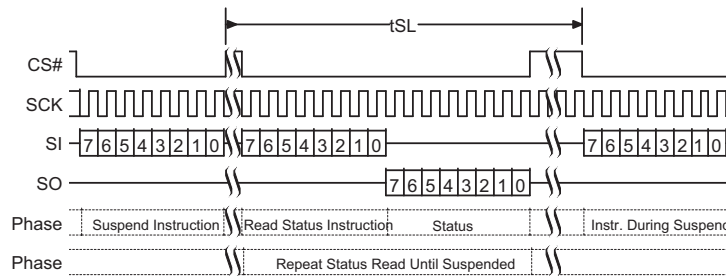 tSL
CS#
SCK
SI 7 6 5 4 3 2 1 0 7 6 5 4 3 2 1 0 7 6 5 4 3 2 1 0
SO 7 6 5 4 3 2 1 0
Phase Suspend Instruction Read Status Instruction Status Instr. During Suspend
Phase Repeat Status Read Until Suspended